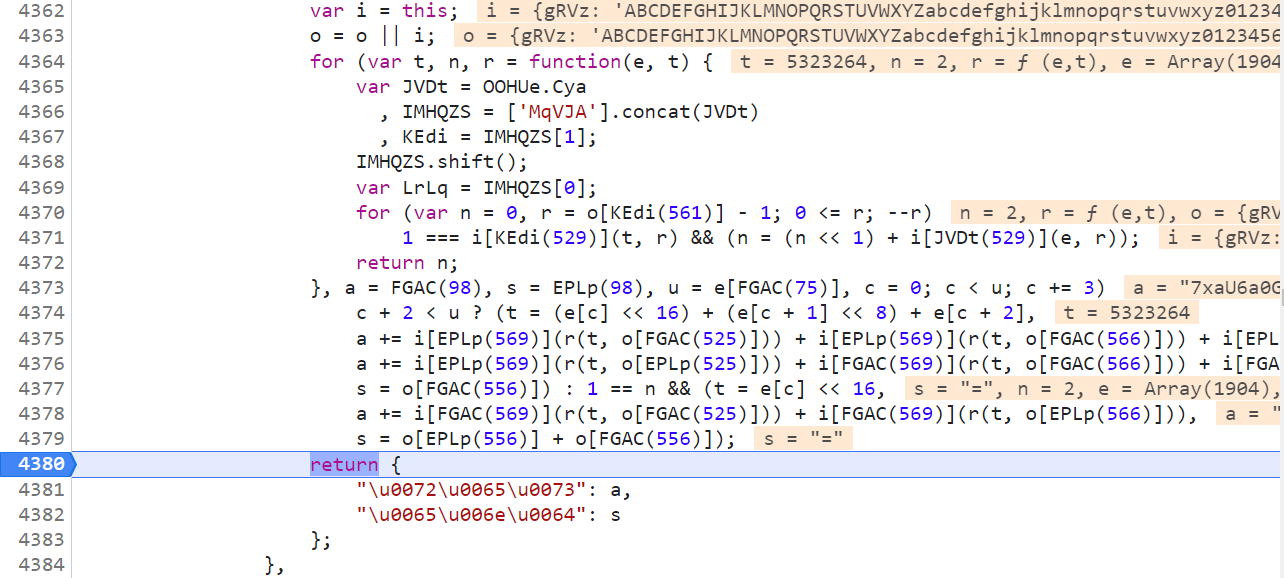 4362 var i = this; i = {gRVz: 'ABCDEFGHIJKLMNOPQRSTUVWXYZabcdefghijklmnopqrstuvwxyz01234
4363 o = o || i; o = {gRVz: 'ABCDEFGHIJKLMNOPQRSTUVWXYZabcdefghijklmnopqrstuvwxyz0123456
4364 for (var t, n, r = function(e, t) { t = 5323264, n = 2, r = ƒ (e,t), e = Array(1904
4365 var JVDt = OOHUe.Cya
4366 , IMHQZS = ['MqVJA'].concat(JVDt)
4367 , KEdi = IMHQZS[1];
4368 IMHQZS.shift();
4369 var LrLq = IMHQZS[0];
4370 for (var n = 0, r = o[KEdi(561)] - 1; 0 <= r; --r) n = 2, r = ƒ (e,t), o = {gRV
4371 1 === i[KEdi(529)](t, r) && (n = (n << 1) + i[JVDt(529)](e, r)); i = {gRVz:
4372 return n;
4373 }, a = FGAC(98), s = EPLp(98), u = e[FGAC(75)], c = 0; c < u; c += 3) a = "7xaU6a0G
4374 c + 2 < u ? (t = (e[c] << 16) + (e[c + 1] << 8) + e[c + 2], t = 5323264
4375 a += i[EPLp(569)](r(t, o[FGAC(525)])) + i[EPLp(569)](r(t, o[FGAC(566)])) + i[EPL
4376 a += i[FGAC(569)](r(t, o[EPLp(525)])) + i[FGAC(569)](r(t, o[FGAC(566)])) + i[FGA
4377 s = o[FGAC(556)]) : 1 == n && (t = e[c] << 16, s = "=", n = 2, e = Array(1904),
4378 a += i[FGAC(569)](r(t, o[FGAC(525)])) + i[FGAC(569)](r(t, o[EPLp(566)])), a = "
4379 s = o[EPLp(556)] + o[FGAC(556)]); s = "="
4380 return {
4381 "\u0072\u0065\u0073": a,
4382 "\u0065\u006e\u0064": s
4383 };
4384 },